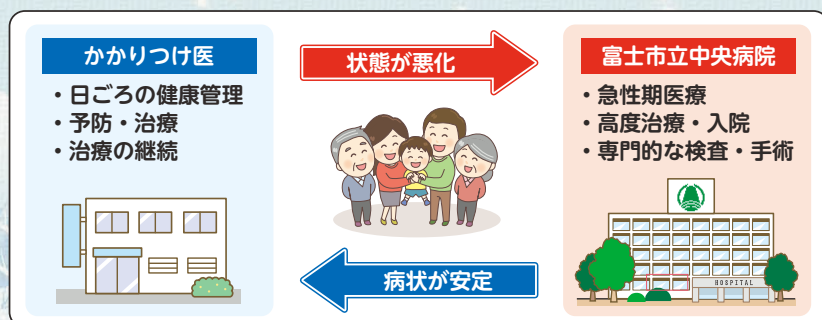 かかりつけ医
・日ごろの健康管理
・予防・治療
・治療の継続
状態が悪化
病状が安定
富士市立中央病院
・急性期医療
・高度治療・入院
・専門的な検査・手術
HOSPITAL